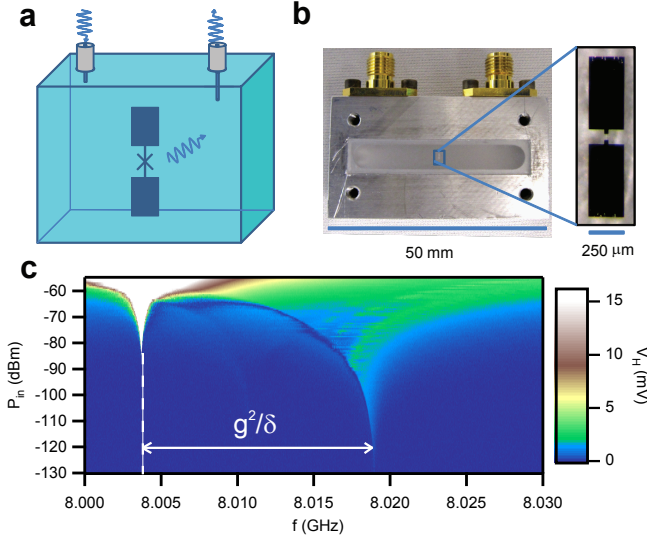 a
b
50 mm
250 μm
c
P_in (dBm)
-60
-70
-80
-90
-100
-110
-120
-130
g²/δ
8.000
8.005
8.010
8.015
8.020
8.025
8.030
f (GHz)
15
10
5
0
V_H (mV)